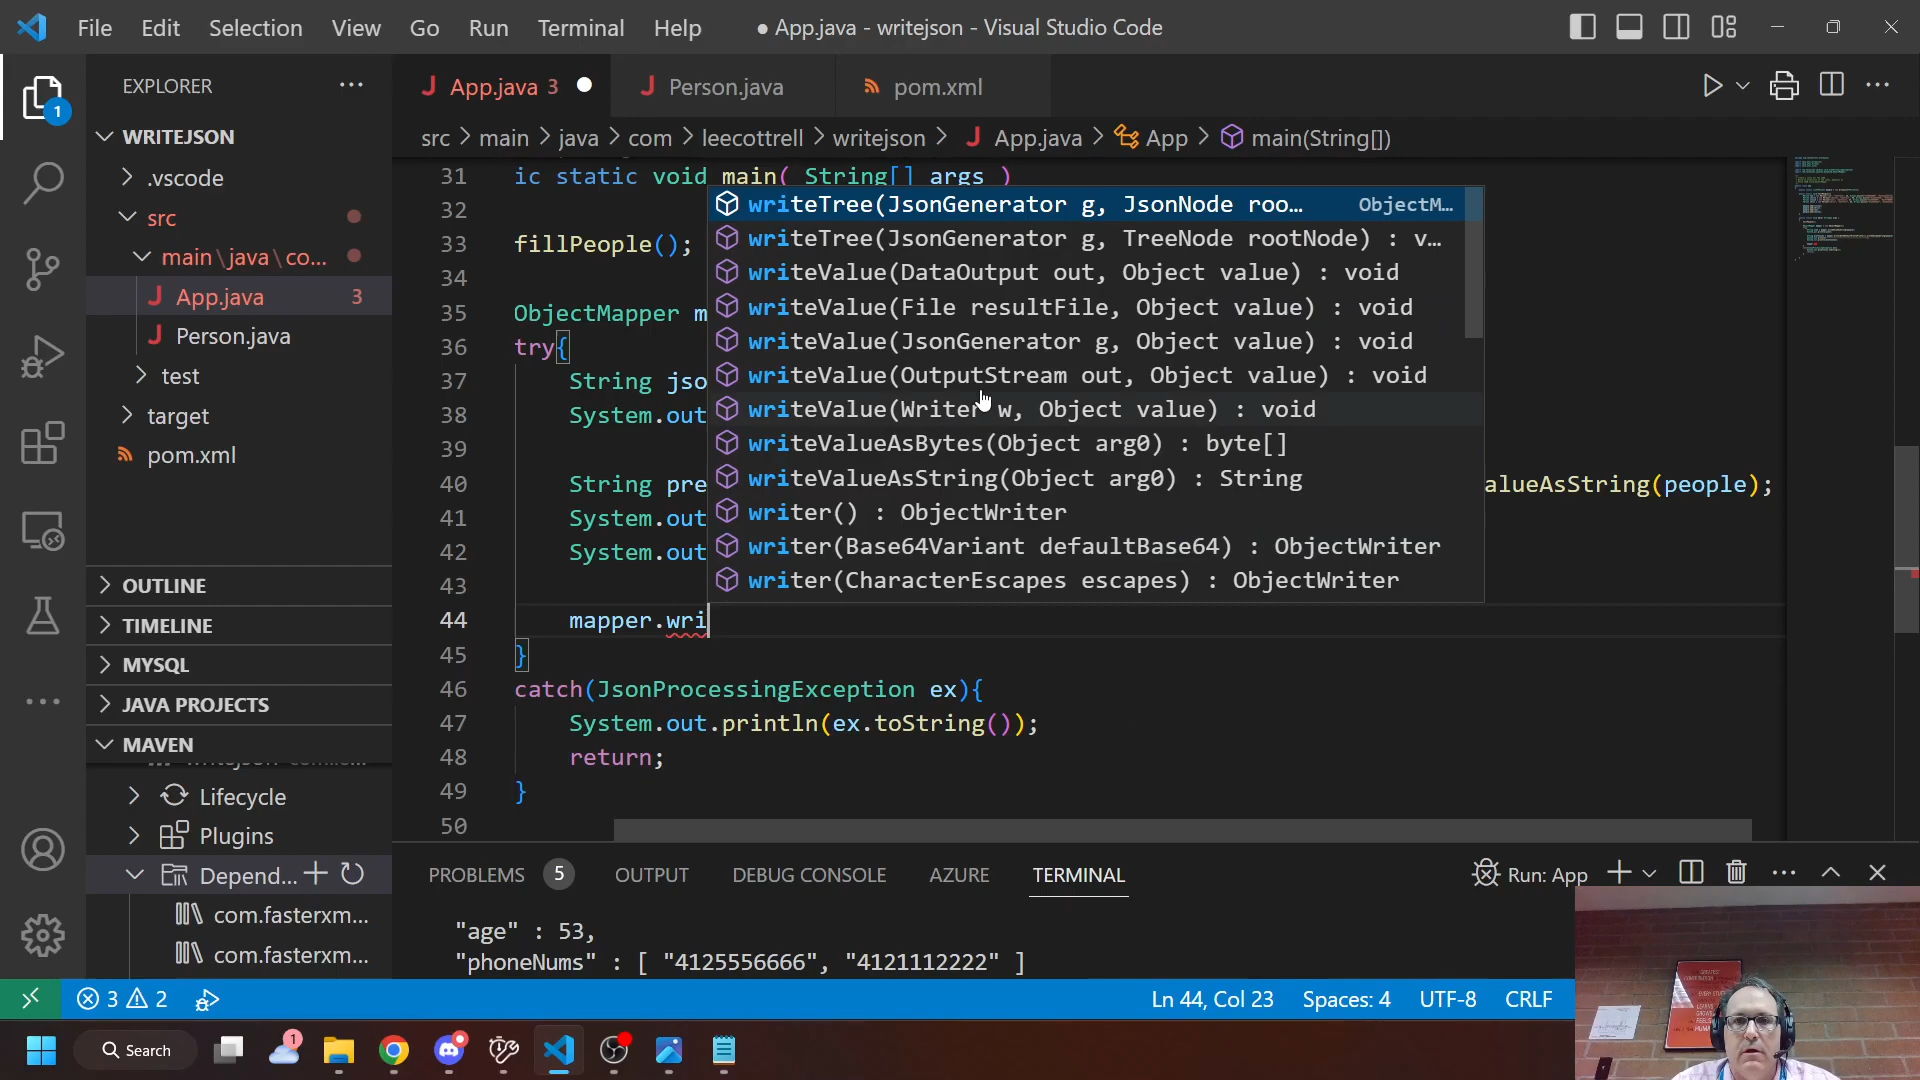 File Edit Selection View Go Run Terminal Help
● App.java - writejson - Visual Studio Code
EXPLORER
App.java 3
Person.java
pom.xml
src > main > java > com > leecottrell > writejson > App.java > App > main(String[])
1
WRITEJSON
.vscode
src
main\java\co...
App.java 3
Person.java
test
target
pom.xml
OUTLINE
TIMELINE
MYSQL
JAVA PROJECTS
MAVEN
Lifecycle
Plugins
Depend...
com.fasterxm...
com.fasterxm...
31 ic static void main( String[] args )
32
33 fillPeople();
34
35 ObjectMapper m
36 try{
37 String jso
38 System.out
39
40 String pre alueAsString(people);
41 System.out
42 System.out
43
44 mapper.wri
45 }
46 catch(JsonProcessingException ex){
47 System.out.println(ex.toString());
48 return;
49 }
50
writeTree(JsonGenerator g, JsonNode roo... ObjectM...
writeTree(JsonGenerator g, TreeNode rootNode) : v...
writeValue(DataOutput out, Object value) : void
writeValue(File resultFile, Object value) : void
writeValue(JsonGenerator g, Object value) : void
writeValue(OutputStream out, Object value) : void
writeValue(Writer w, Object value) : void
writeValueAsBytes(Object arg0) : byte[]
writeValueAsString(Object arg0) : String
writer() : ObjectWriter
writer(Base64Variant defaultBase64) : ObjectWriter
writer(CharacterEscapes escapes) : ObjectWriter
PROBLEMS 5 OUTPUT DEBUG CONSOLE AZURE TERMINAL
Run: App
"age" : 53,
"phoneNums" : [ "4125556666", "4121112222" ]
3 2
Ln 44, Col 23 Spaces: 4 UTF-8 CRLF
Search
1